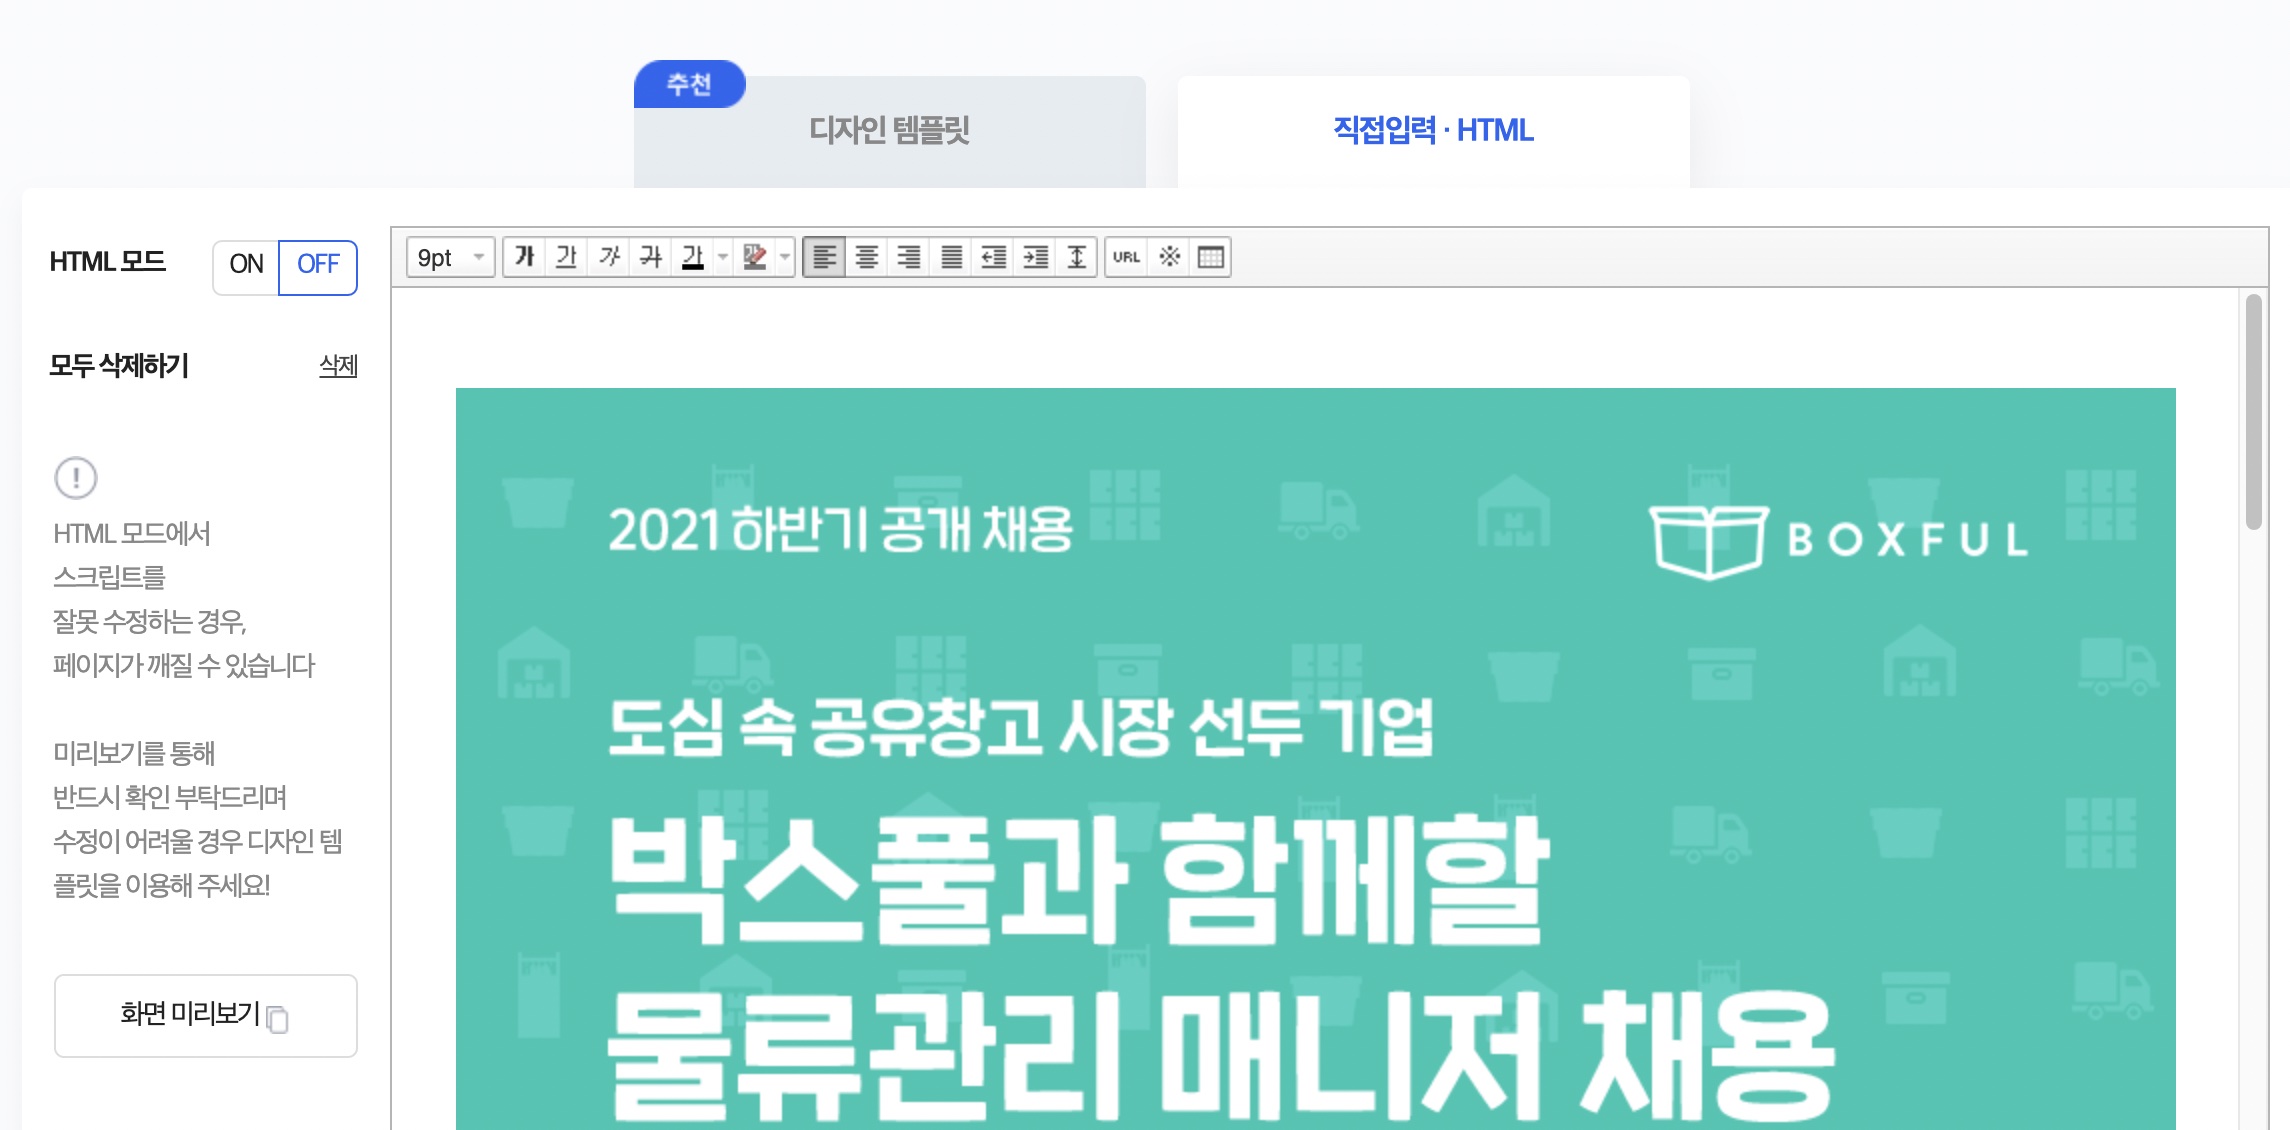 추천
디자인 템플릿
직접입력 · HTML
HTML 모드
ON
OFF
9pt
가 가 가 가 가
URL
※
모두 삭제하기
삭제
!
HTML 모드에서
스크립트를
잘못 수정하는 경우,
페이지가 깨질 수 있습니다
미리보기를 통해
반드시 확인 부탁드리며
수정이 어려울 경우 디자인 템
플릿을 이용해 주세요!
화면 미리보기
2021 하반기 공개 채용
BOXFUL
도심 속 공유창고 시장 선두 기업
박스풀과 함께할
물류관리 매니저 채용